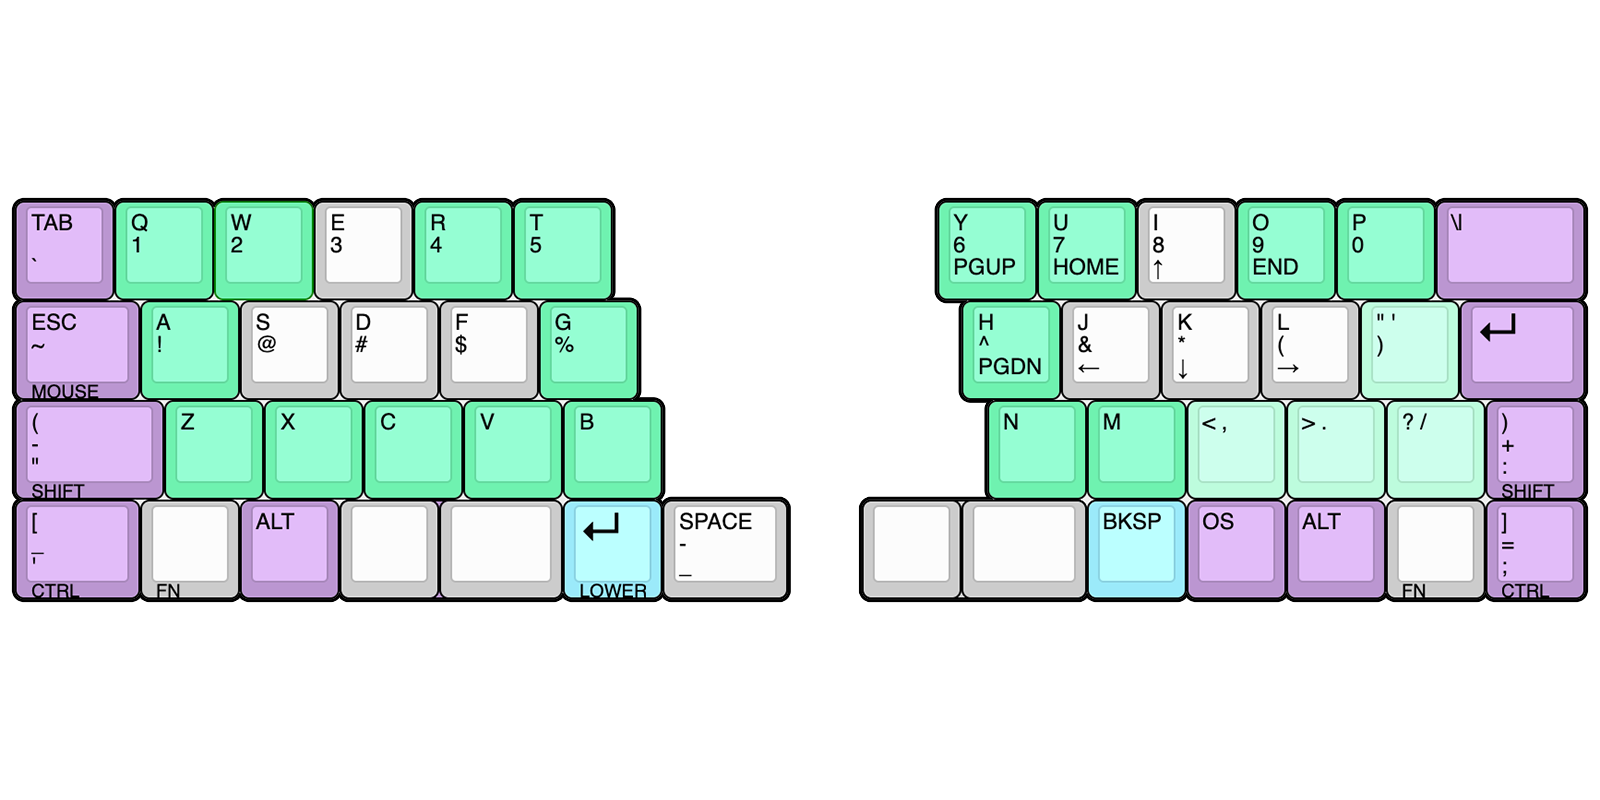 TAB Q W E R T Y U I O P \|
` 1 2 3 4 5 6 7 8 9 0
PGUP HOME ↑ END
ESC A S D F G H J K L " ' ↵
~ ! @ # $ % ^ & * ( )
MOUSE PGDN ← ↓ →
( Z X C V B N M < , > . ? / )
- +
" :
SHIFT SHIFT
[ ALT ↵ SPACE BKSP OS ALT ]
_ - =
' _ ;
CTRL FN LOWER FN CTRL